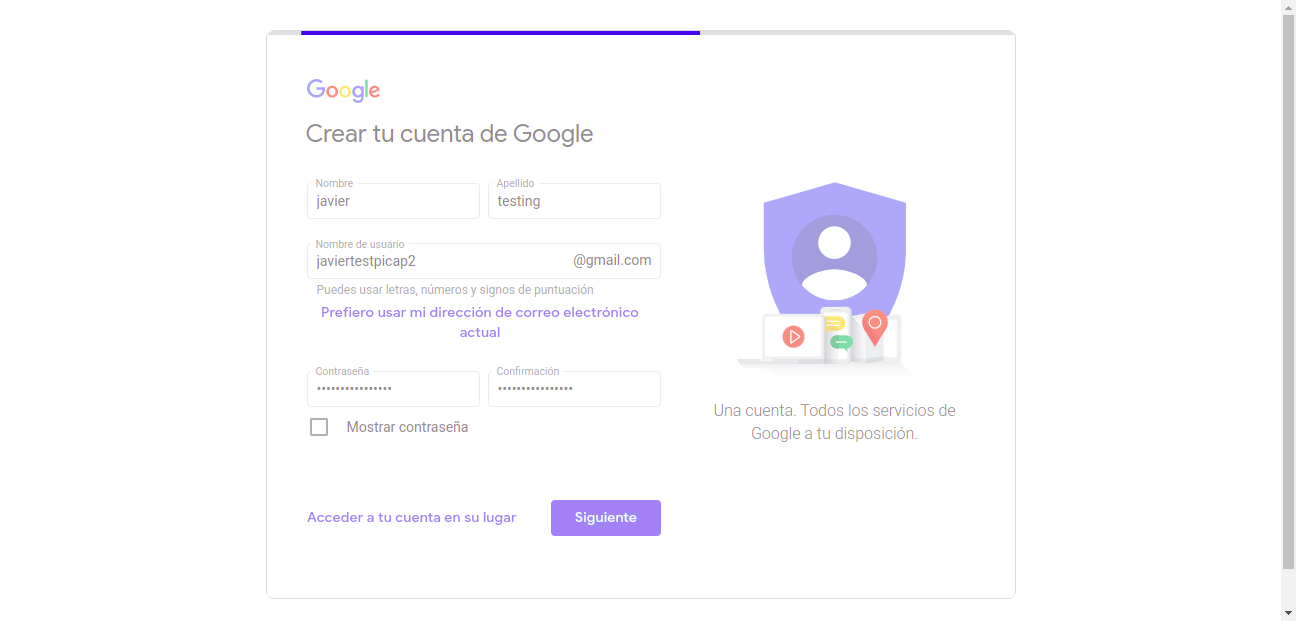 Google
Crear tu cuenta de Google
Nombre
javier
Apellido
testing
Nombre de usuario
javiertestpicap2
@gmail.com
Puedes usar letras, números y signos de puntuación
Prefiero usar mi dirección de correo electrónico
actual
Contraseña
••••••••••••••••
Confirmación
••••••••••••••••
Mostrar contraseña
Acceder a tu cuenta en su lugar
Siguiente
Una cuenta. Todos los servicios de
Google a tu disposición.